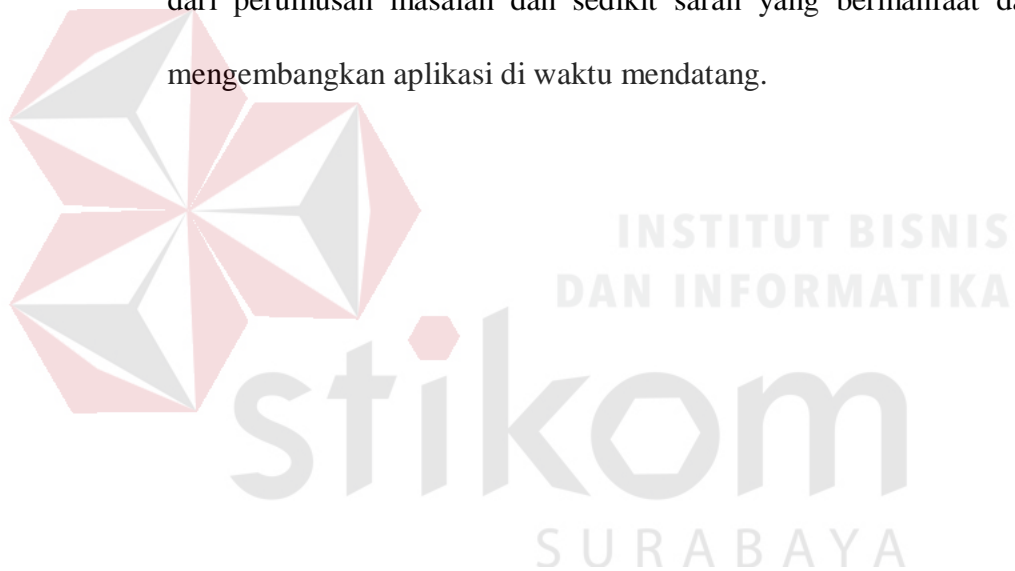 dari perumusan masalah dan sedikit saran yang bermanfaat da
mengembangkan aplikasi di waktu mendatang.
INSTITUT BISNIS
DAN INFORMATIKA
stikom
SURABAYA